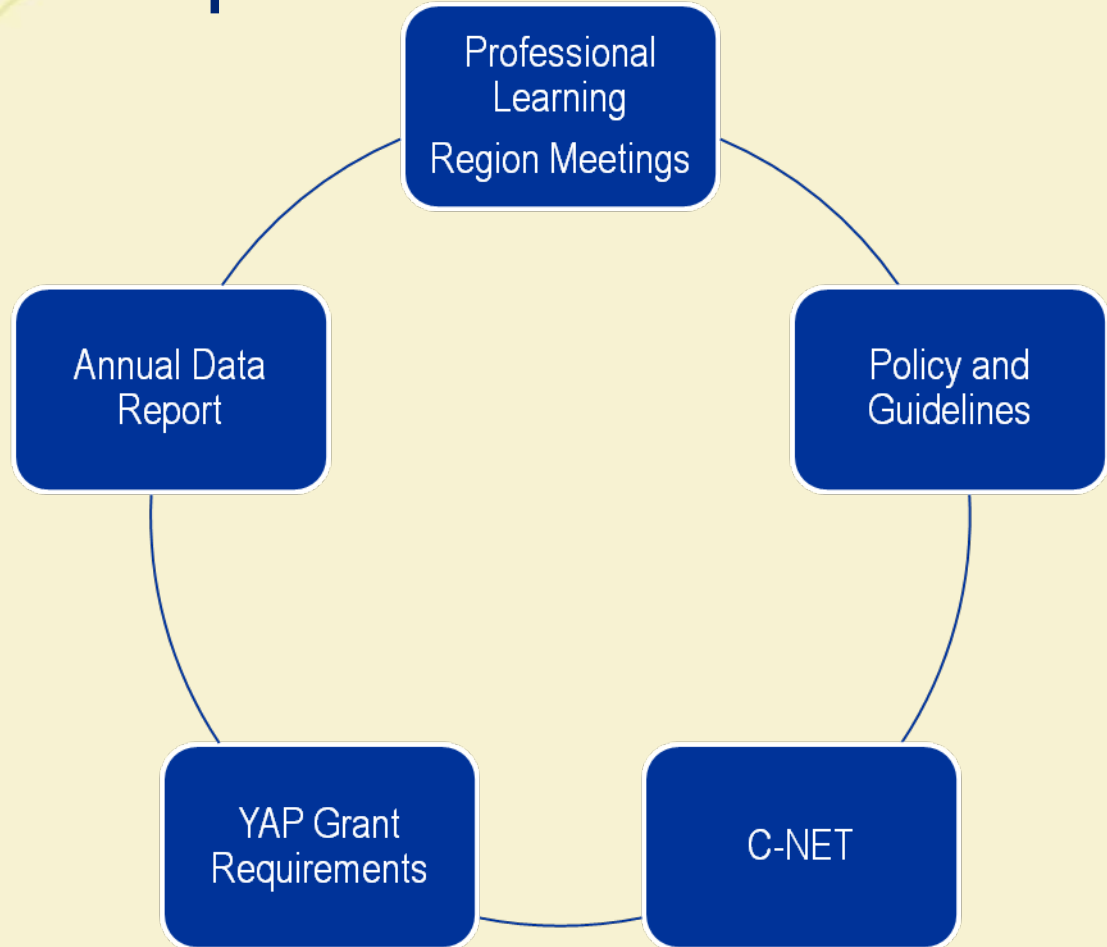 Professional
Learning
Region Meetings
Annual Data
Report
Policy and
Guidelines
YAP Grant
Requirements
C-NET